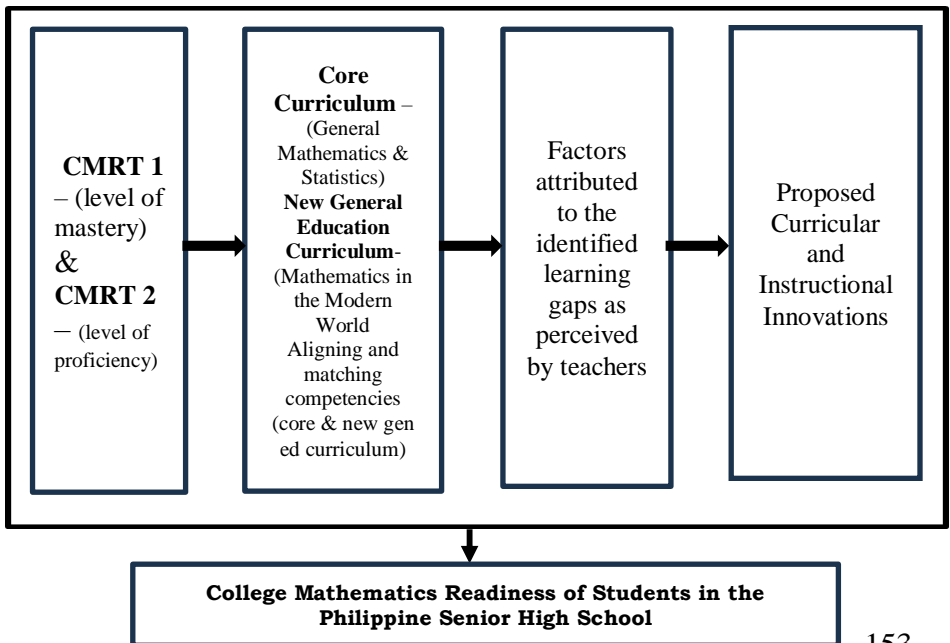 CMRT 1
– (level of
mastery)
&
CMRT 2
– (level of
proficiency)
Core
Curriculum –
(General
Mathematics &
Statistics)
New General
Education
Curriculum-
(Mathematics in
the Modern
World
Aligning and
matching
competencies
(core & new gen
ed curriculum)
Factors
attributed
to the
identified
learning
gaps as
perceived
by teachers
Proposed
Curricular
and
Instructional
Innovations
College Mathematics Readiness of Students in the
Philippine Senior High School